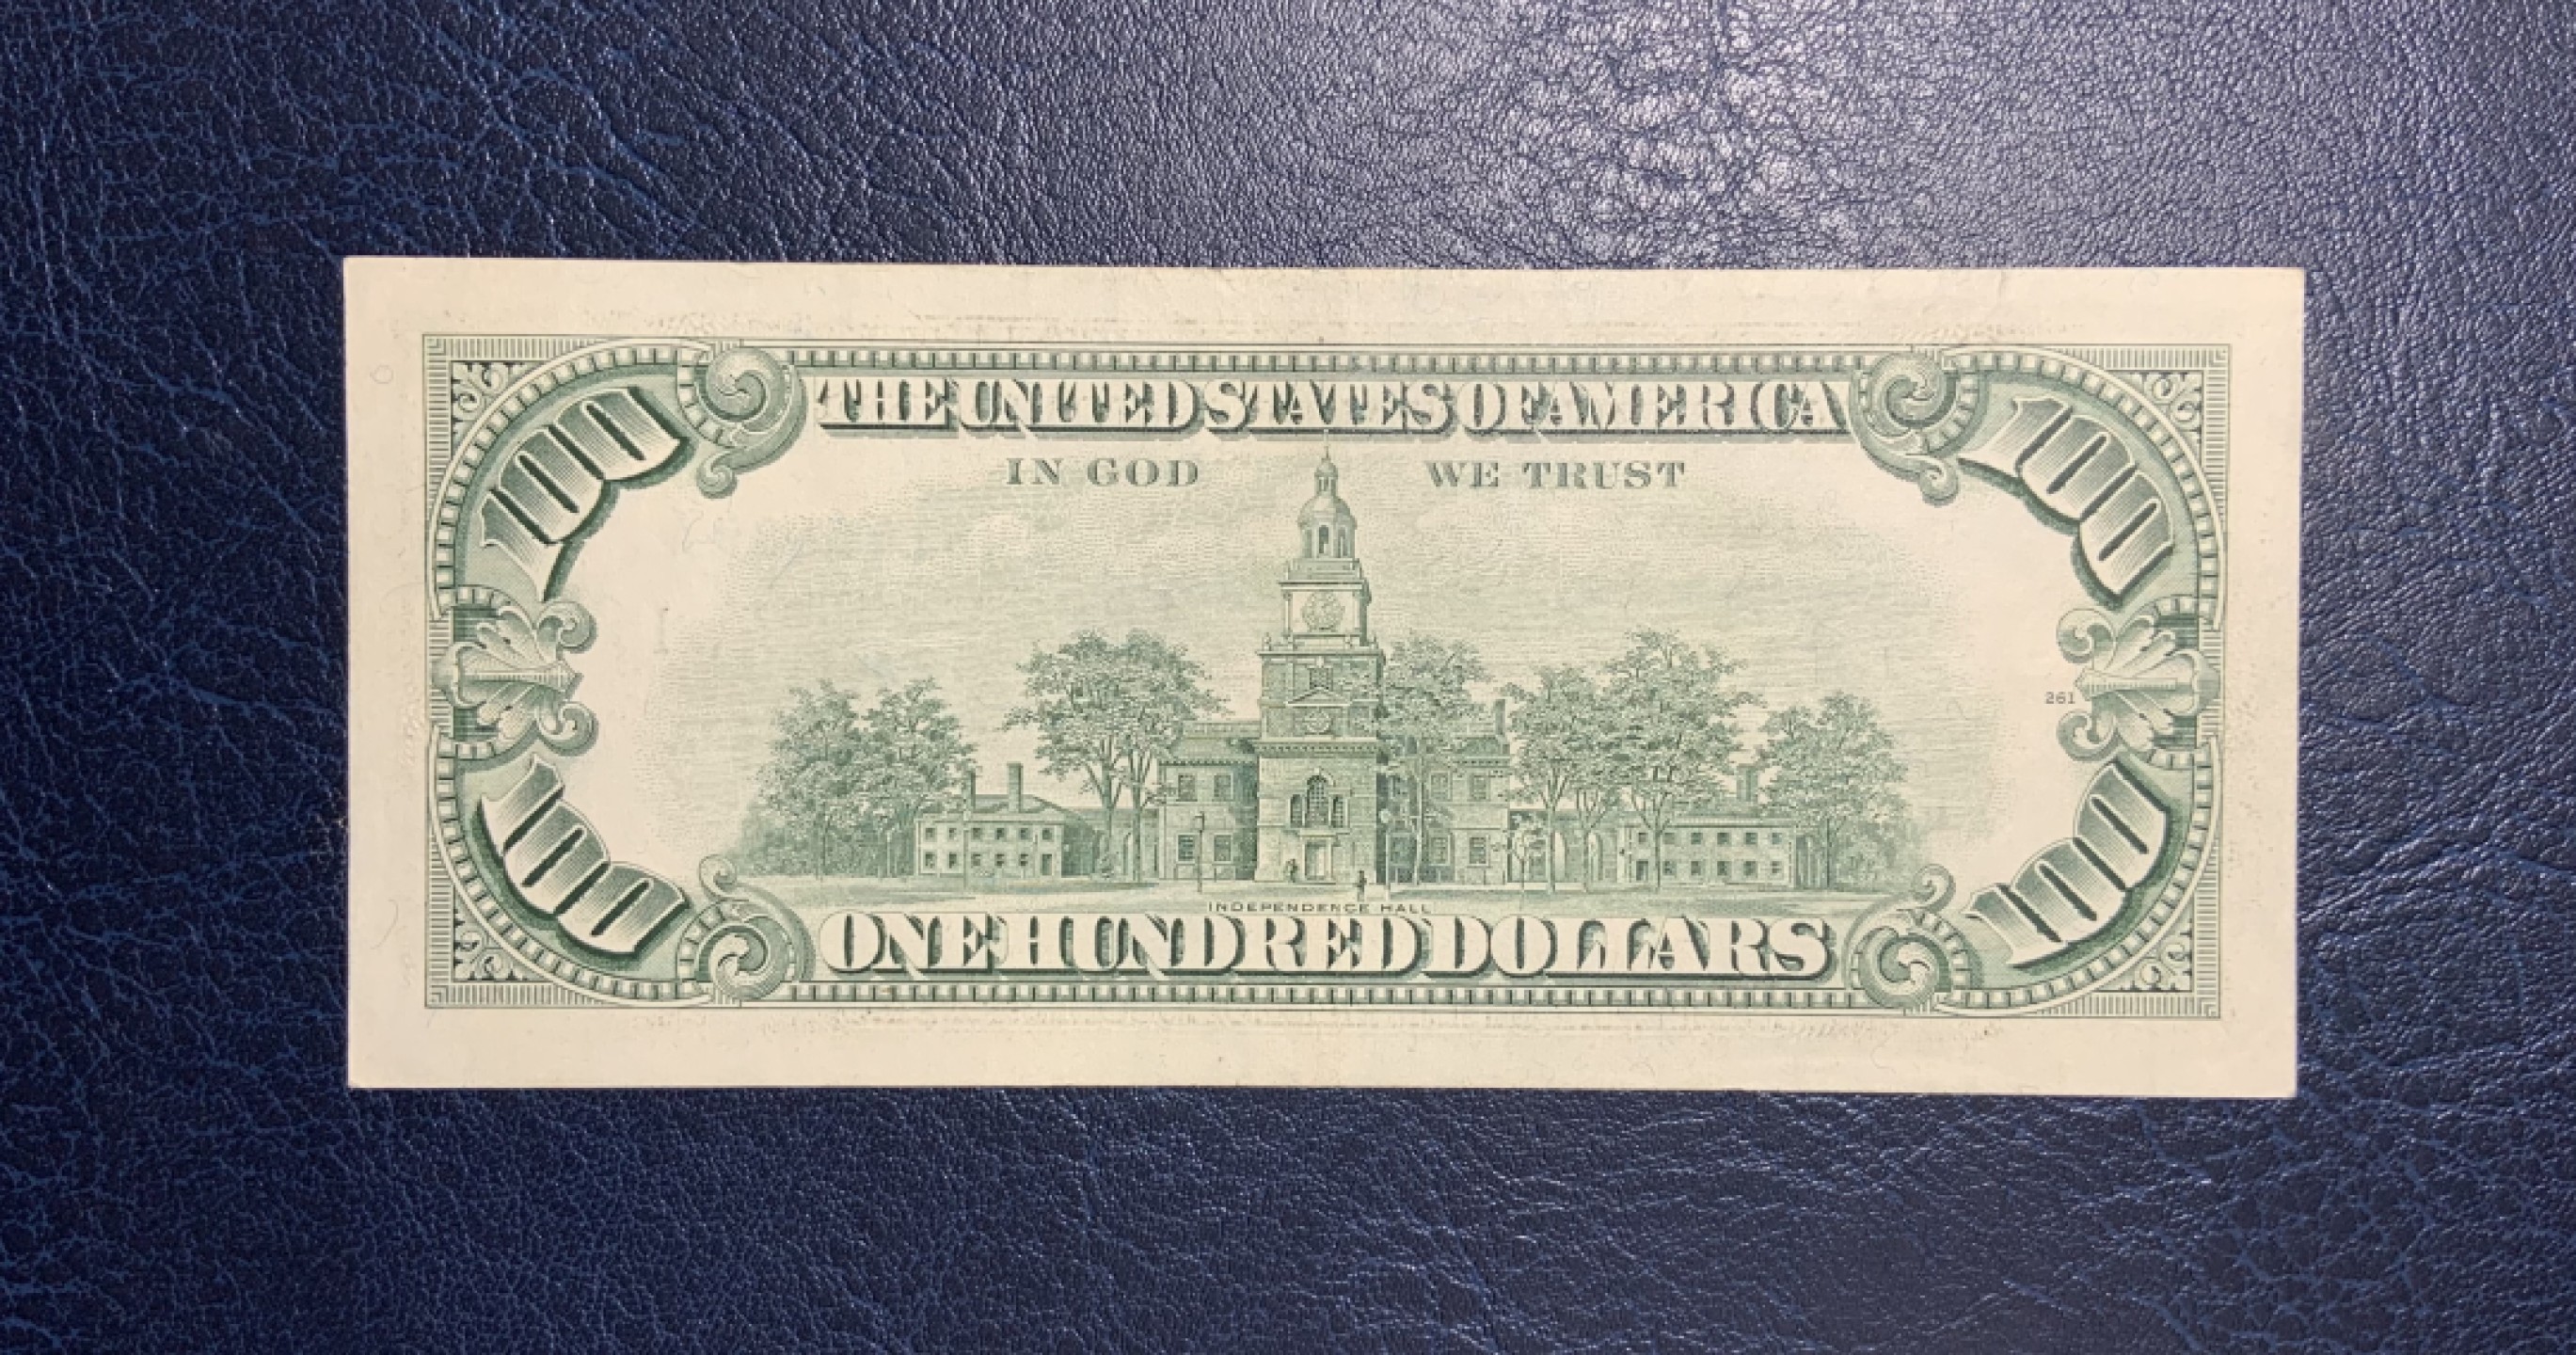 100 THE UNITED STATES OF AMERICA 100
IN GOD WE TRUST
261
INDEPENDENCE HALL
100 ONE HUNDRED DOLLARS 100